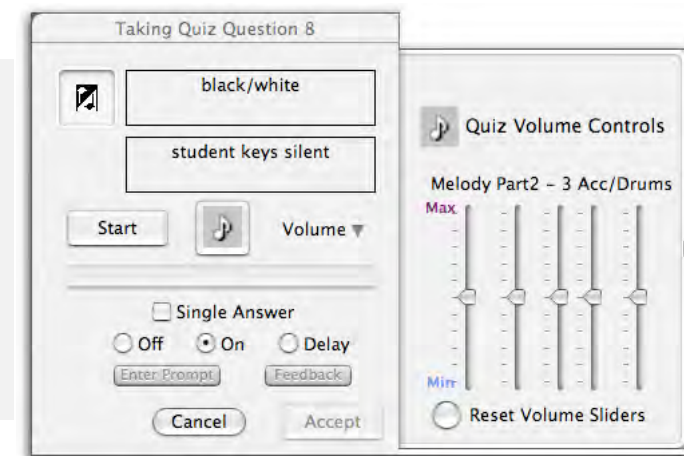 Taking Quiz Question 8
black/white
student keys silent
Start
Volume
Single Answer
Off On Delay
Enter Prompt Feedback
Cancel Accept
Quiz Volume Controls
Melody Part2 - 3 Acc/Drums
Max
Min
Reset Volume Sliders